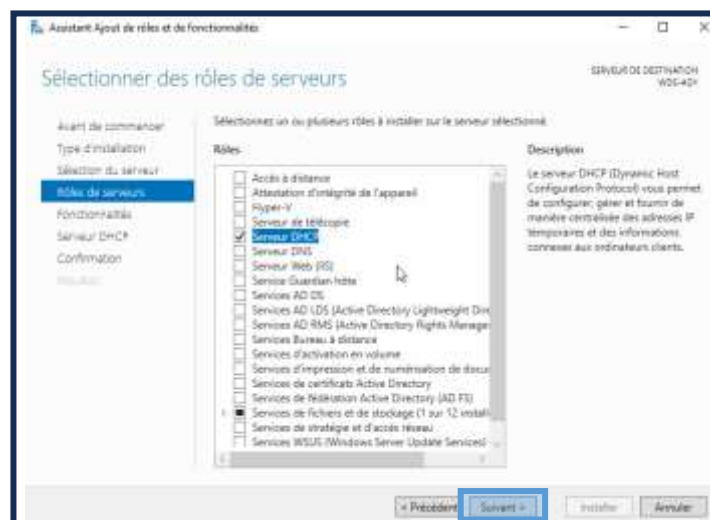 Assistant Ajout de rôles et de fonctionnalités
Sélectionner des rôles de serveurs
SERVEUR DE DESTINATION
Avant de commencer
Type d'installation
Sélection du serveur
Rôles de serveurs
Fonctionnalités
Serveur DHCP
Confirmation
Résultats
Sélectionnez un ou plusieurs rôles à installer sur le serveur sélectionné.
Rôles
Accès à distance
Attestation d'intégrité de l'appareil
Hyper-V
Serveur de télécopie
Serveur DHCP
Serveur DNS
Serveur Web (IIS)
Service Guardian hôte
Services AD DS
Services AD LDS (Active Directory Lightweight Dire
Services AD RMS (Active Directory Rights Manage
Services Bureau à distance
Services d'activation en volume
Services d'impression et de numérisation de docu
Services de certificats Active Directory
Services de fédération Active Directory (AD FS)
Services de fichiers et de stockage (1 sur 12 install
Services de stratégie et d'accès réseau
Services WSUS (Windows Server Update Services)
Description
Le serveur DHCP (Dynamic Host
Configuration Protocol) vous permet
de configurer, gérer et fournir de
manière centralisée des adresses IP
temporaires et des informations
connexes aux ordinateurs clients.
< Précédent
Suivant >
Installer
Annuler